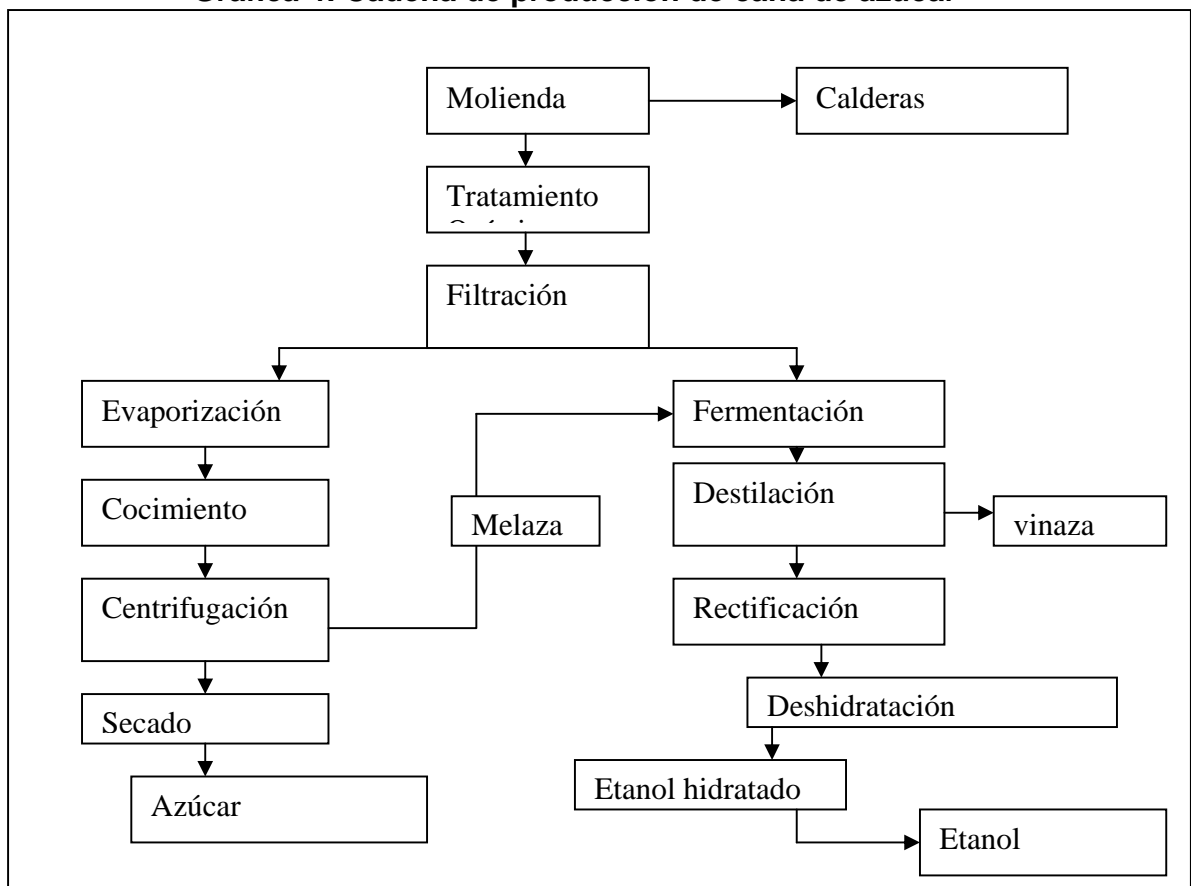 Molienda
Calderas
Tratamiento
Filtración
Evaporización
Fermentación
Cocimiento
Destilación
Melaza
vinaza
Centrifugación
Rectificación
Secado
Deshidratación
Etanol hidratado
Azúcar
Etanol